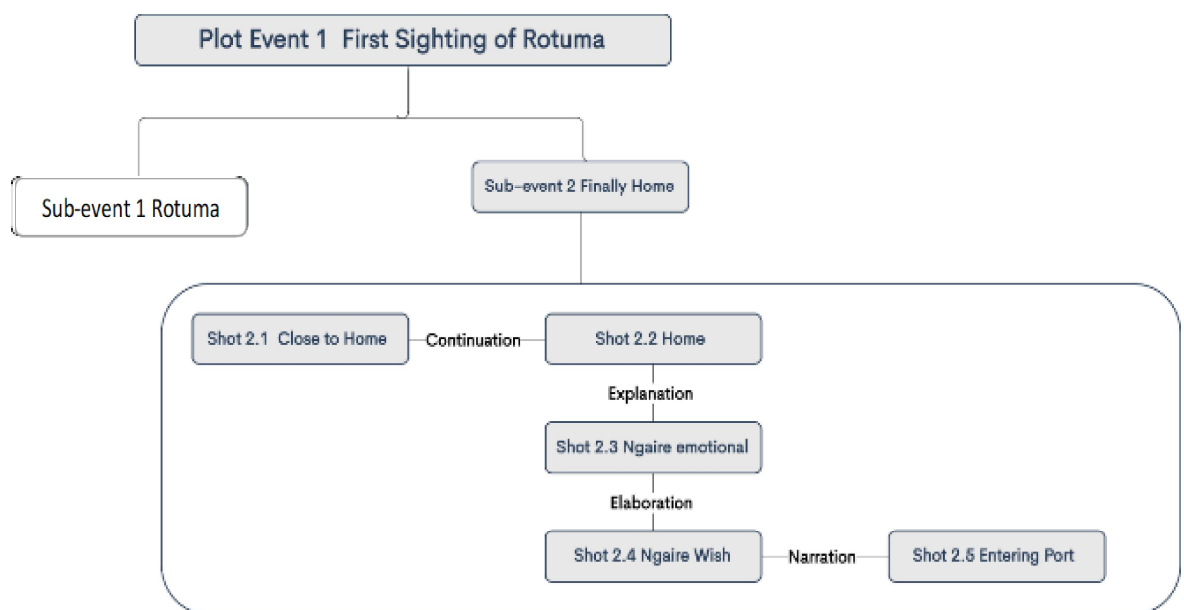 Plot Event 1 First Sighting of Rotuma
Sub-event 2 Finally Home
Sub-event 1 Rotuma
Shot 2.1 Close to Home
Continuation
Shot 2.2 Home
Explanation
Shot 2.3 Ngaire emotional
Elaboration
Shot 2.4 Ngaire Wish
Narration
Shot 2.5 Entering Port